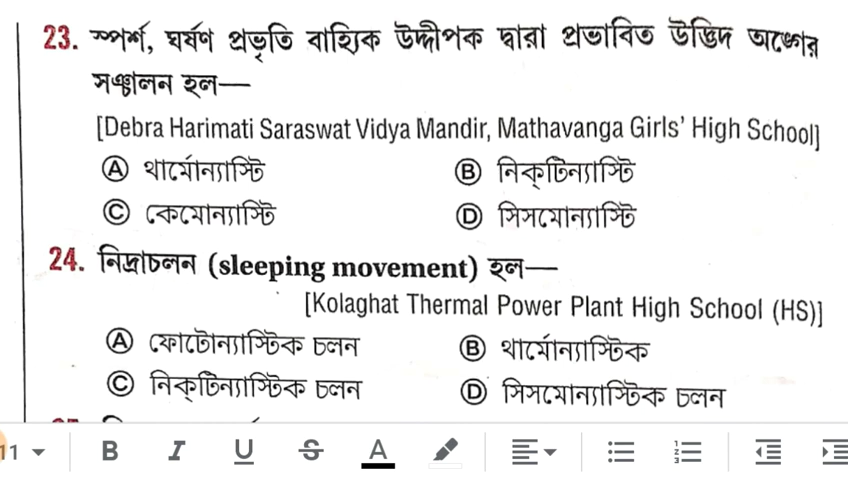 23. স্পর্শ, ঘর্ষণ প্রভৃতি বাহ্যিক উদ্দীপক দ্বারা প্রভাবিত উদ্ভিদ অঙ্গের
সঞ্চালন হল—
[Debra Harimati Saraswat Vidya Mandir, Mathavanga Girls' High School]
Ⓐ থার্মোন্যাস্টি Ⓑ নিক্‌টিন্যাস্টি
Ⓒ কেমোন্যাস্টি Ⓓ সিসমোন্যাস্টি
24. নিদ্রাচলন (sleeping movement) হল—
[Kolaghat Thermal Power Plant High School (HS)]
Ⓐ ফোটোন্যাস্টিক চলন Ⓑ থার্মোন্যাস্টিক
Ⓒ নিক্‌টিন্যাস্টিক চলন Ⓓ সিসমোন্যাস্টিক চলন
11 B I U S A